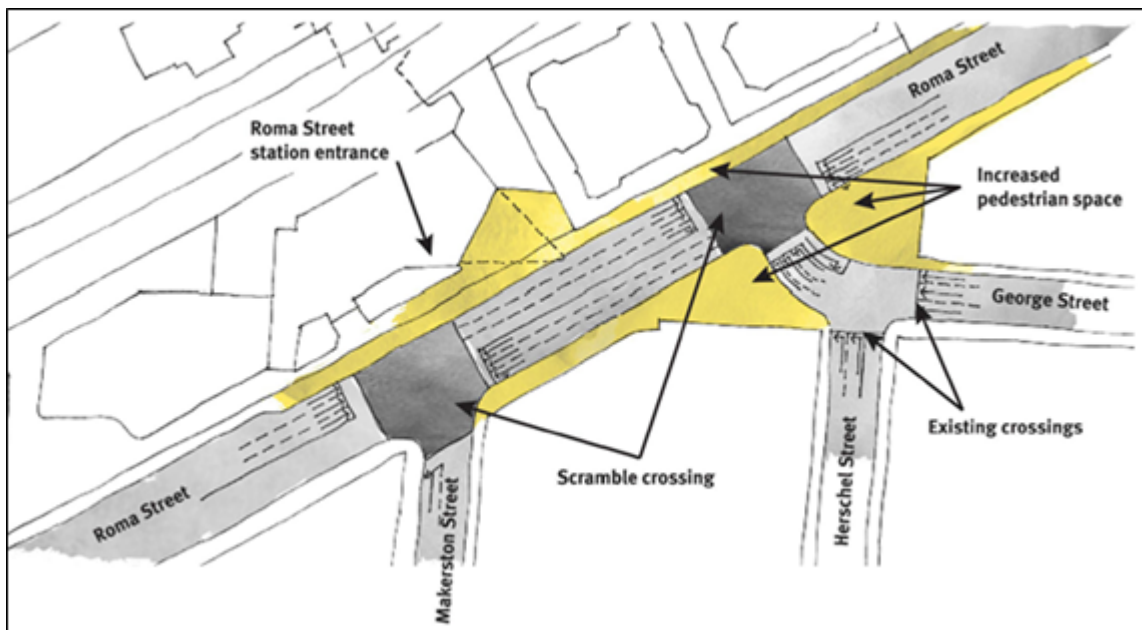 Roma Street
Roma Street
station entrance
Increased
pedestrian space
George Street
Existing crossings
Scramble crossing
Roma Street
Makerston Street
Herschel Street